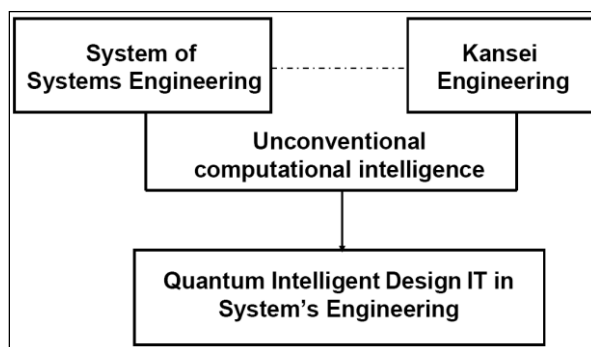 System of
Systems Engineering
Kansei
Engineering
Unconventional
computational intelligence
Quantum Intelligent Design IT in
System's Engineering